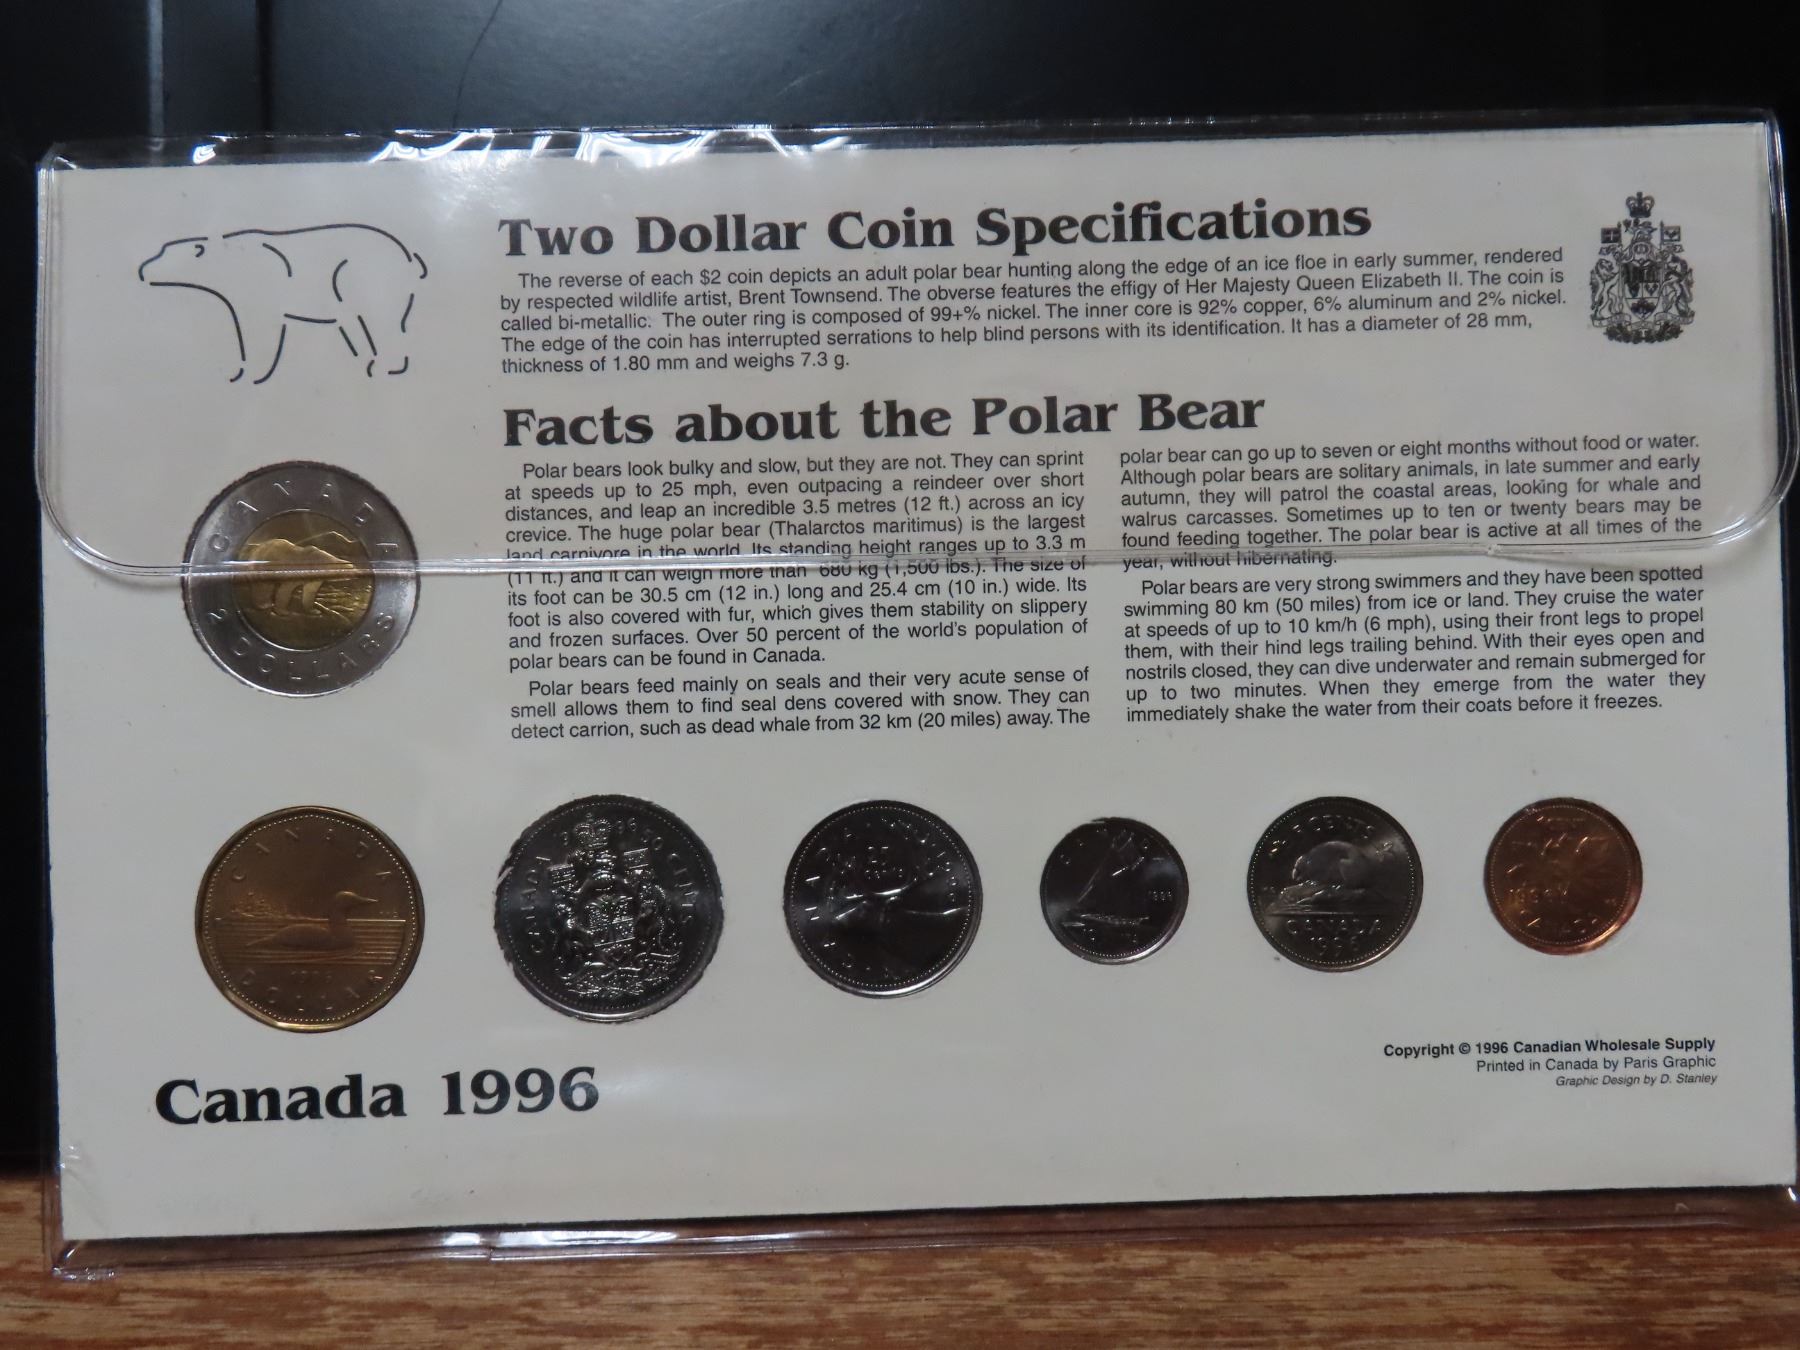 Two Dollar Coin Specifications
The reverse of each $2 coin depicts an adult polar bear hunting along the edge of an ice floe in early summer, rendered
by respected wildlife artist, Brent Townsend. The obverse features the effigy of Her Majesty Queen Elizabeth II. The coin is
called bi-metallic. The outer ring is composed of 99+% nickel. The inner core is 92% copper, 6% aluminum and 2% nickel.
The edge of the coin has interrupted serrations to help blind persons with its identification. It has a diameter of 28 mm,
thickness of 1.80 mm and weighs 7.3 g.
Facts about the Polar Bear
Polar bears look bulky and slow, but they are not. They can sprint
at speeds up to 25 mph, even outpacing a reindeer over short
distances, and leap an incredible 3.5 metres (12 ft.) across an icy
crevice. The huge polar bear (Thalarctos maritimus) is the largest
land carnivore in the world. Its standing height ranges up to 3.3 m
(11 ft.) and it can weigh more than 680 kg (1,500 lbs.). The size of
its foot can be 30.5 cm (12 in.) long and 25.4 cm (10 in.) wide. Its
foot is also covered with fur, which gives them stability on slippery
and frozen surfaces. Over 50 percent of the world's population of
polar bears can be found in Canada.
Polar bears feed mainly on seals and their very acute sense of
smell allows them to find seal dens covered with snow. They can
detect carrion, such as dead whale from 32 km (20 miles) away. The
polar bear can go up to seven or eight months without food or water.
Although polar bears are solitary animals, in late summer and early
autumn, they will patrol the coastal areas, looking for whale and
walrus carcasses. Sometimes up to ten or twenty bears may be
found feeding together. The polar bear is active at all times of the
year, without hibernating.
Polar bears are very strong swimmers and they have been spotted
swimming 80 km (50 miles) from ice or land. They cruise the water
at speeds of up to 10 km/h (6 mph), using their front legs to propel
them, with their hind legs trailing behind. With their eyes open and
nostrils closed, they can dive underwater and remain submerged for
up to two minutes. When they emerge from the water they
immediately shake the water from their coats before it freezes.
CANADA
2 DOLLARS
CANADA
1996
DOLLAR
1996 50 CENTS
CANADA
CANADA
1996
5 CENTS
CANADA
1996
CANADA
Canada 1996
Copyright © 1996 Canadian Wholesale Supply
Printed in Canada by Paris Graphic
Graphic Design by D. Stanley